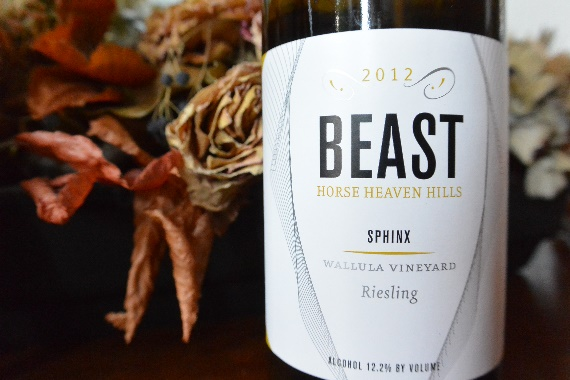 2012
BEAST
HORSE HEAVEN HILLS
SPHINX
WALLULA VINEYARD
Riesling
ALCOHOL 12.2% BY VOLUME